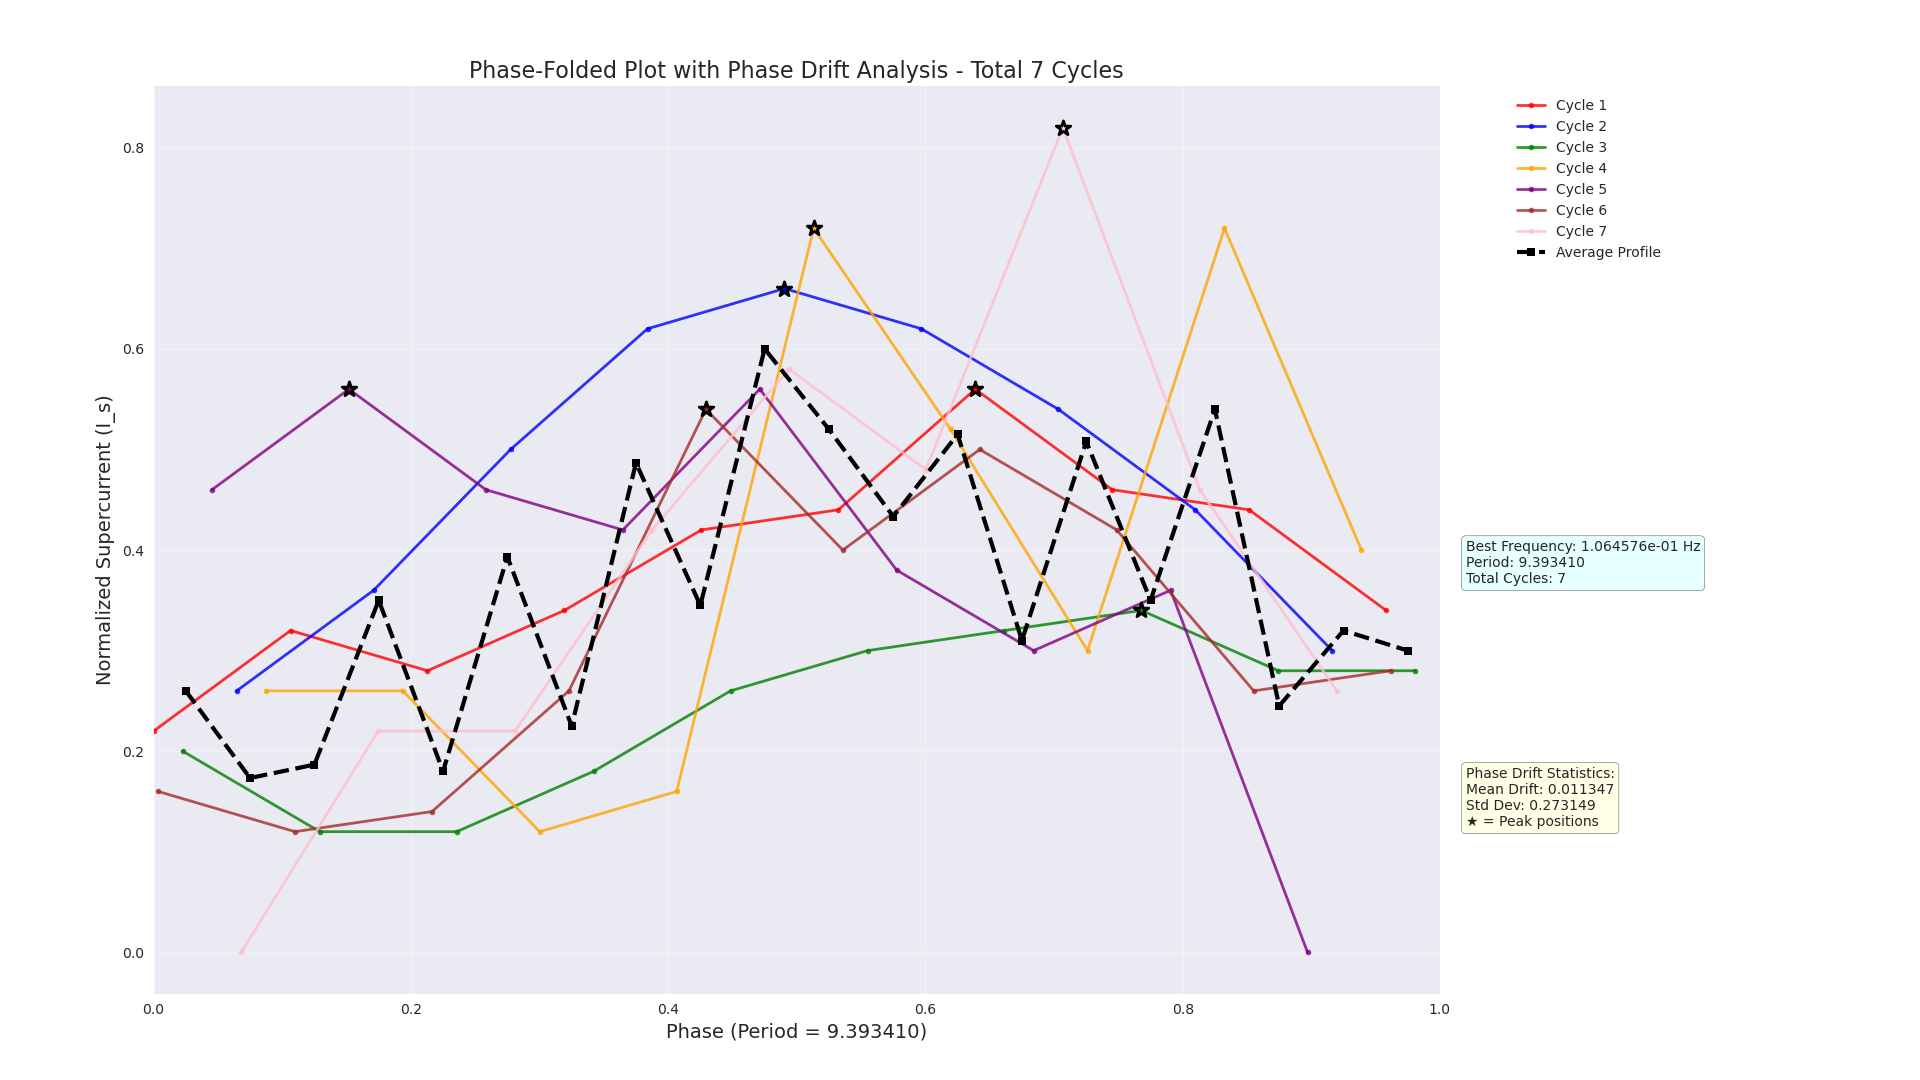 Phase-Folded Plot with Phase Drift Analysis - Total 7 Cycles
Normalized Supercurrent (I_s)
0.8
0.6
0.4
0.2
0.0
0.0
0.2
0.4
0.6
0.8
1.0
Phase (Period = 9.393410)
Cycle 1
Cycle 2
Cycle 3
Cycle 4
Cycle 5
Cycle 6
Cycle 7
Average Profile
Best Frequency: 1.064576e-01 Hz
Period: 9.393410
Total Cycles: 7
Phase Drift Statistics:
Mean Drift: 0.011347
Std Dev: 0.273149
★ = Peak positions